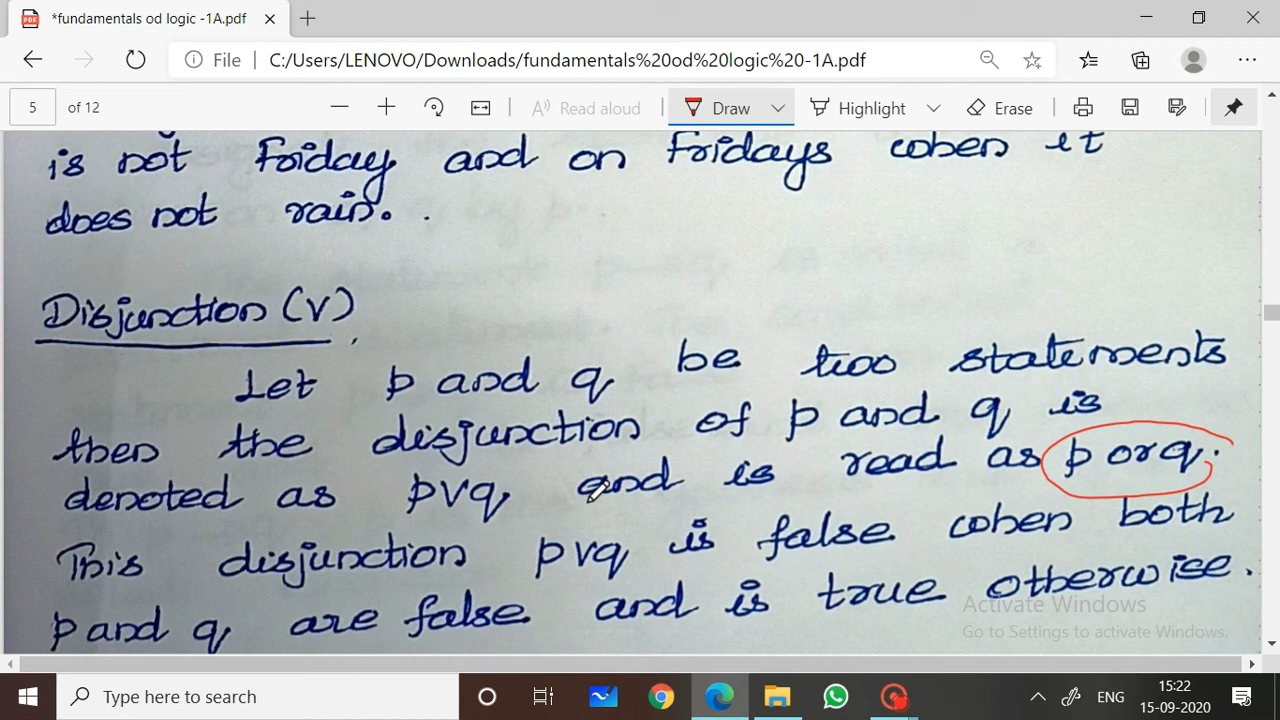 *fundamentals od logic -1A.pdf
File C:/Users/LENOVO/Downloads/fundamentals%20od%20logic%20-1A.pdf
5 of 12 Read aloud Draw Highlight Erase
is not Friday and on Fridays when it
does not rain.
Disjunction (∨)
Let p and q be two statements
then the disjunction of p and q is
denoted as p∨q and is read as p or q.
This disjunction p∨q is false when both
p and q are false and is true otherwise.
Activate Windows
Go to Settings to activate Windows.
Type here to search
ENG
15:22
15-09-2020